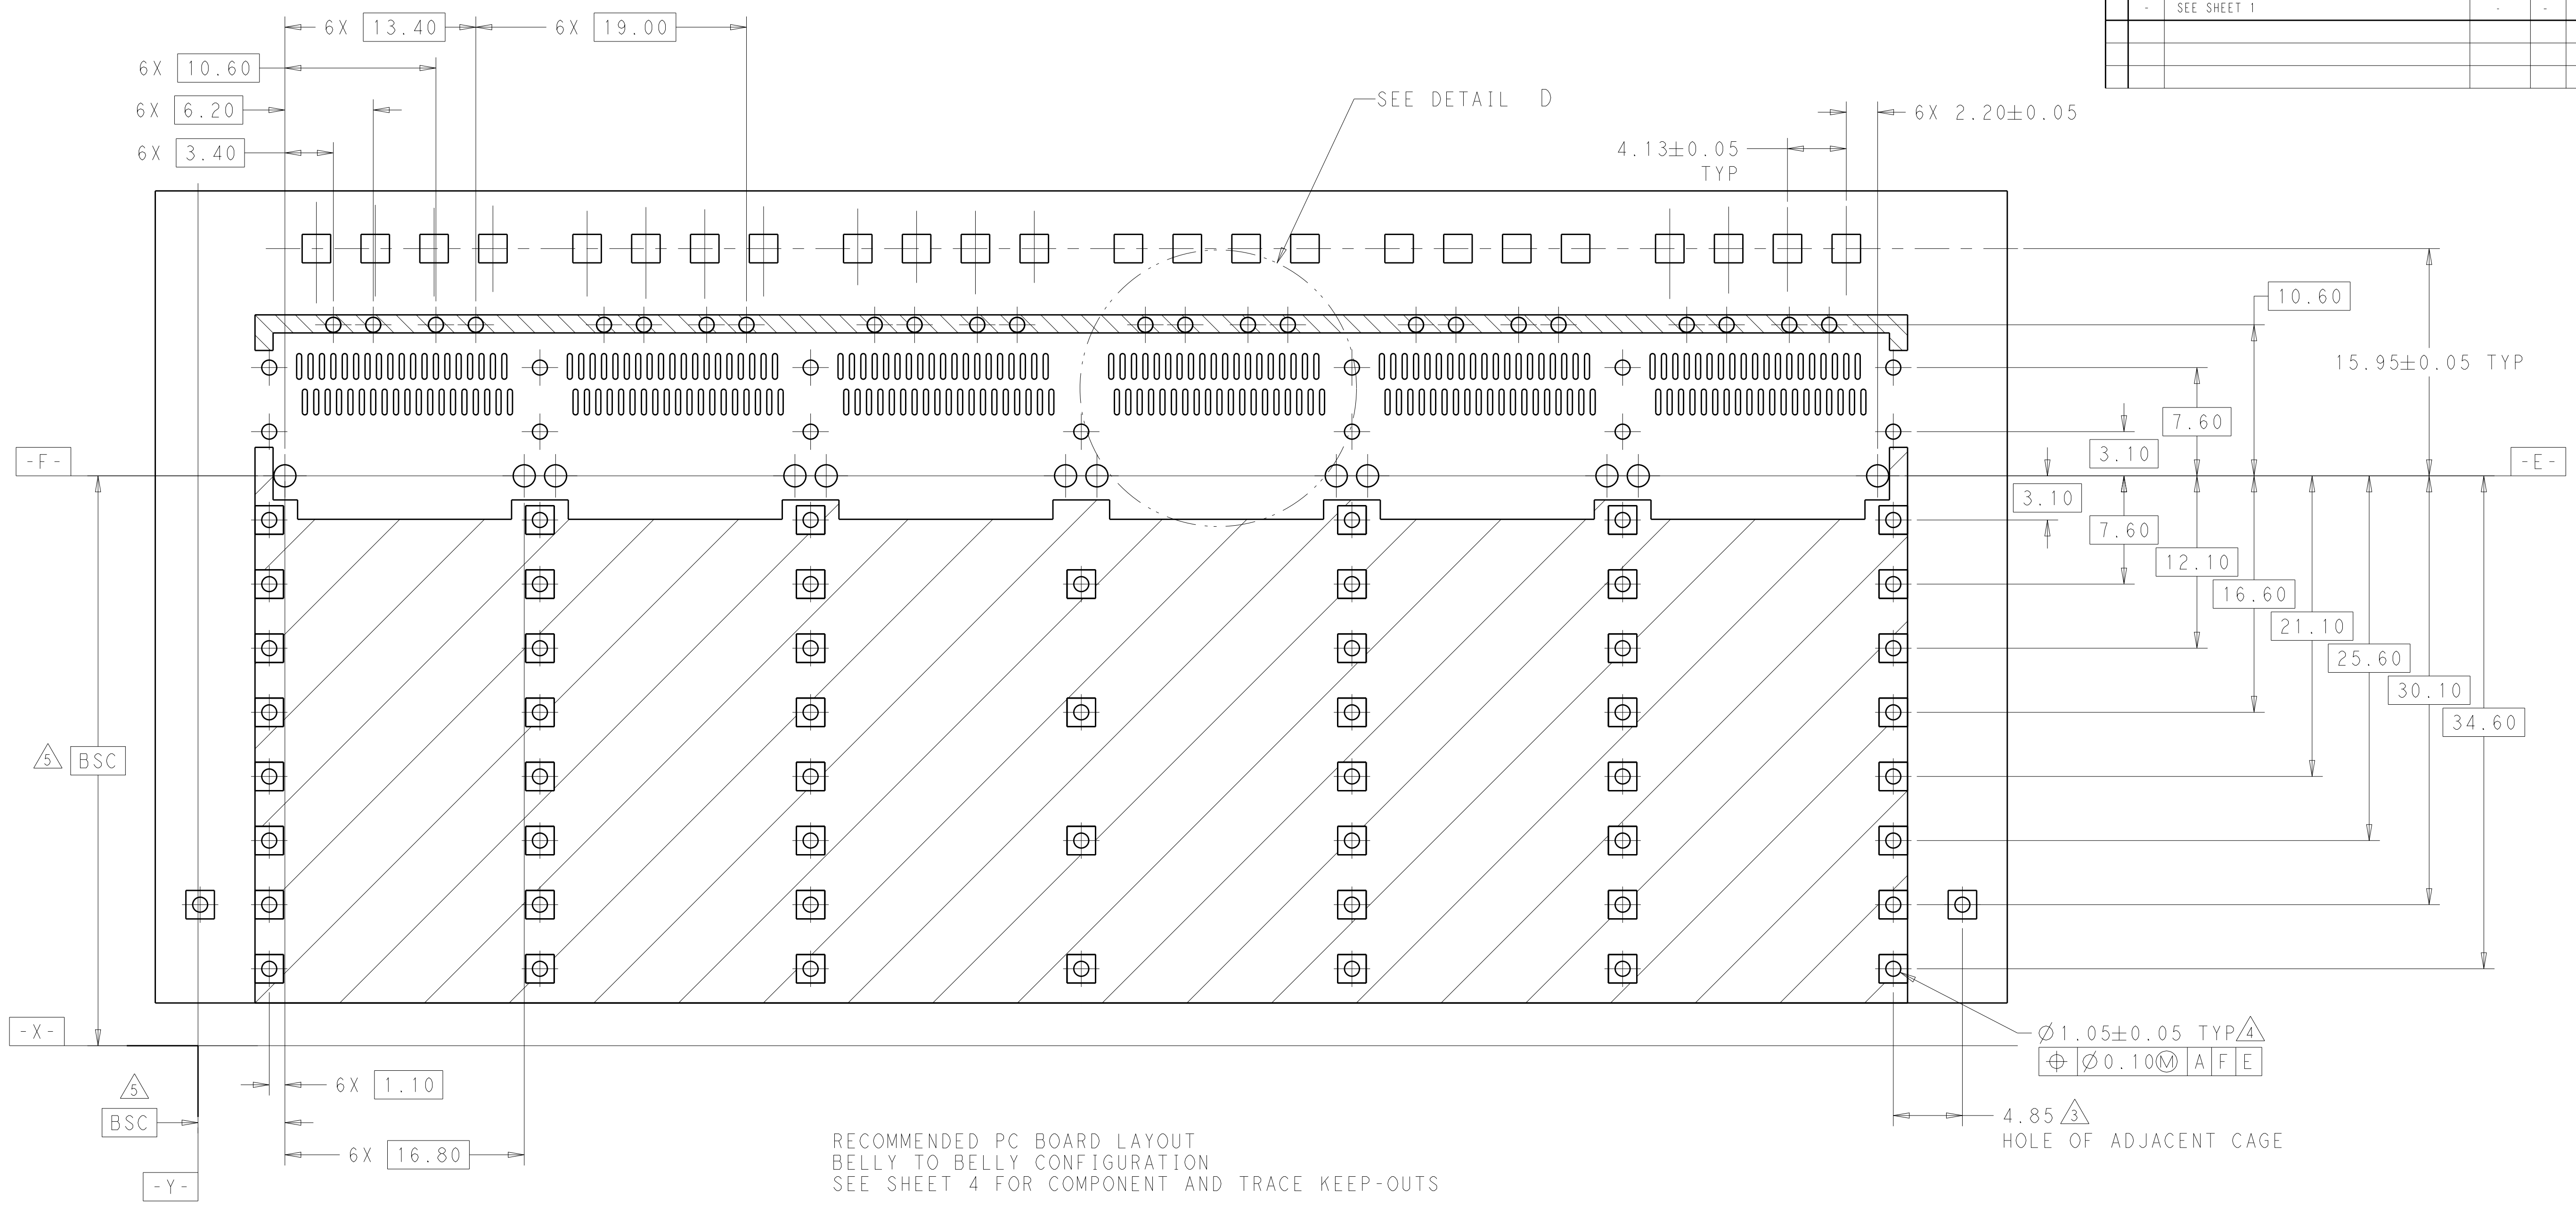 - SEE SHEET 1 - -
6X 13.40 6X 19.00
6X 10.60
6X 6.20
6X 3.40
SEE DETAIL D
4.13±0.05
TYP
6X 2.20±0.05
10.60
15.95±0.05 TYP
7.60
3.10
-F-
-E-
3.10
7.60
12.10
16.60
21.10
25.60
30.10
34.60
5 BSC
-X-
Ø1.05±0.05 TYP 4
⌖ Ø0.10Ⓜ A F E
6X 1.10
5
BSC
4.85 3
HOLE OF ADJACENT CAGE
6X 16.80
-Y-
RECOMMENDED PC BOARD LAYOUT
BELLY TO BELLY CONFIGURATION
SEE SHEET 4 FOR COMPONENT AND TRACE KEEP-OUTS